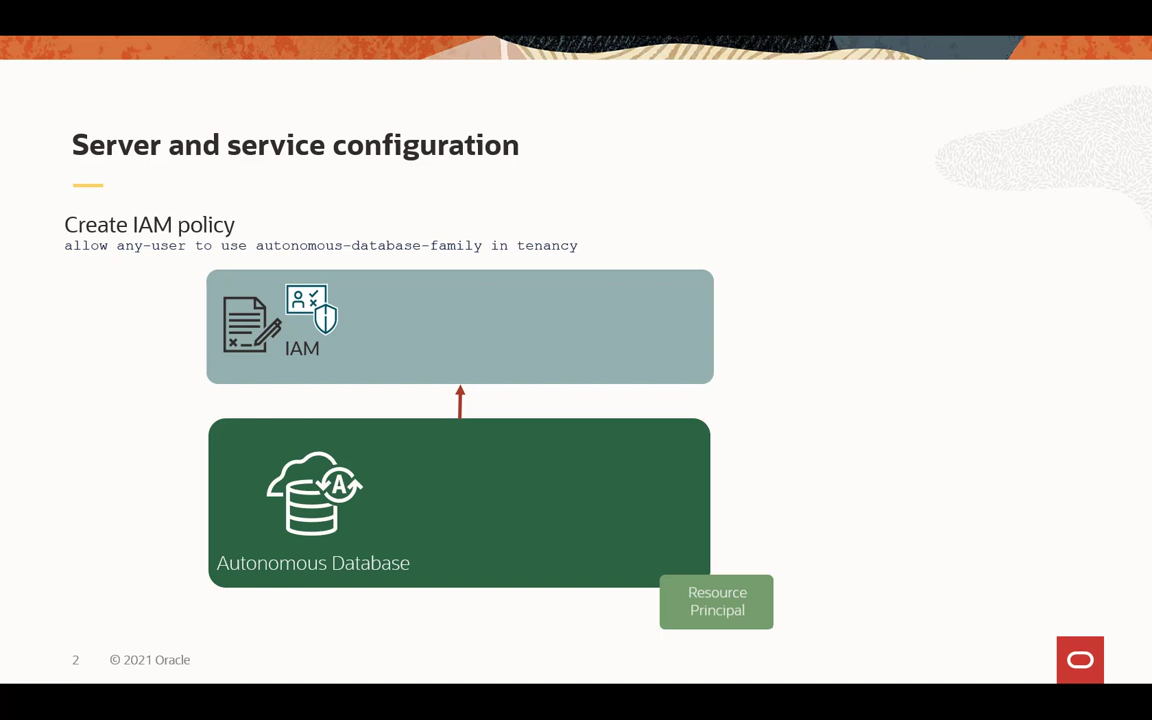 Server and service configuration
Create IAM policy
allow any-user to use autonomous-database-family in tenancy
IAM
A
Autonomous Database
Resource
Principal
2 © 2021 Oracle